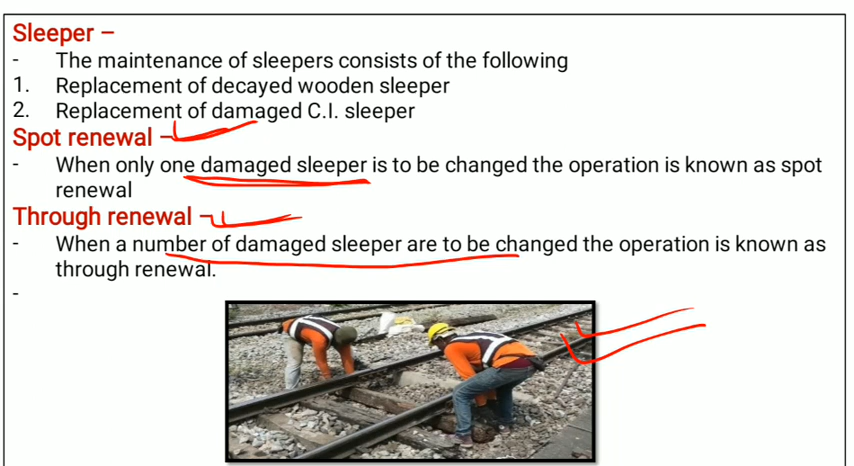 Sleeper –
- The maintenance of sleepers consists of the following
1. Replacement of decayed wooden sleeper
2. Replacement of damaged C.I. sleeper
Spot renewal –
- When only one damaged sleeper is to be changed the operation is known as spot
renewal
Through renewal –
- When a number of damaged sleeper are to be changed the operation is known as
through renewal.
-